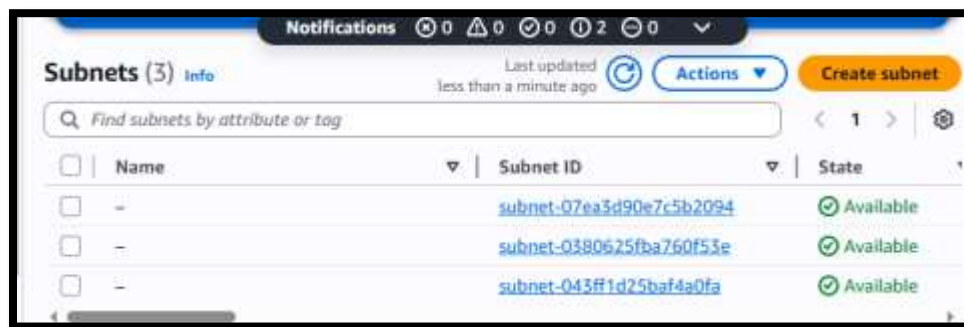 Notifications 0 0 0 2 0
Subnets (3) Info
Last updated
less than a minute ago
Actions
Create subnet
Find subnets by attribute or tag
1
Name Subnet ID State
- subnet-07ea3d90e7c5b2094 Available
- subnet-0380625fba760f53e Available
- subnet-043ff1d25baf4a0fa Available